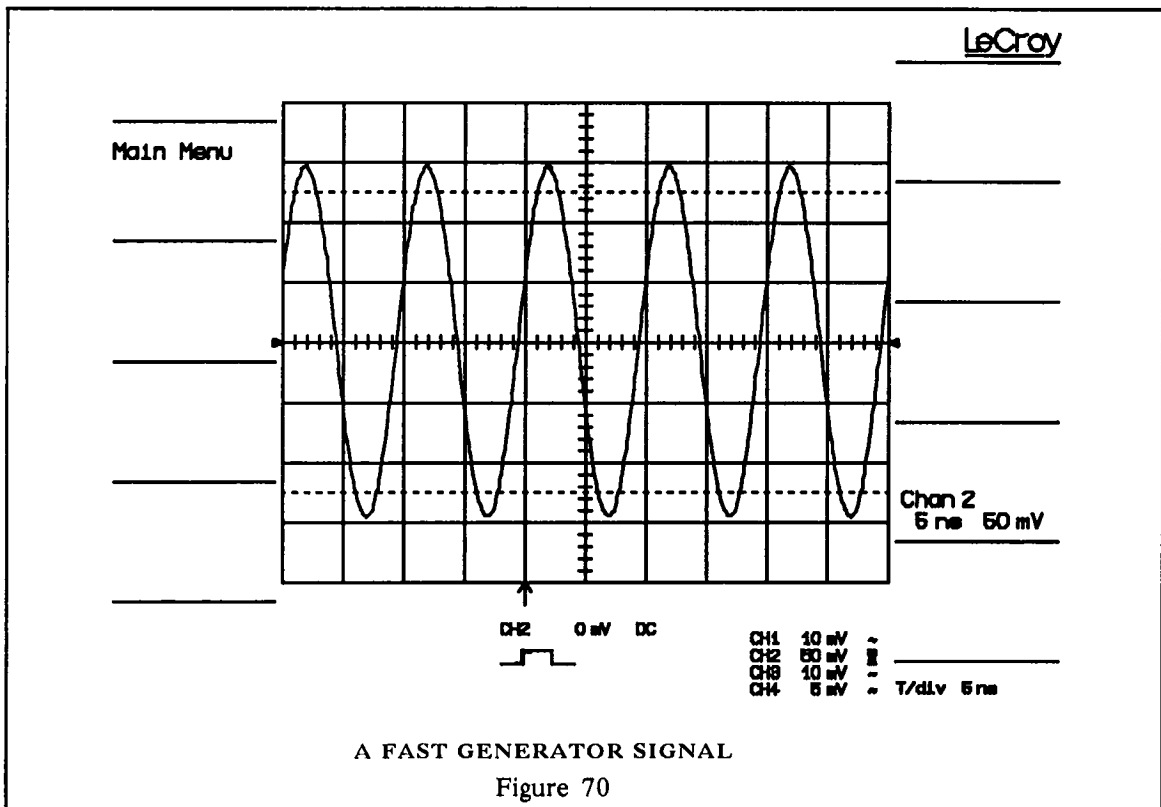 LeCroy
Main Menu
Chan 2
5 ns 50 mV
CH2 0 mV DC
CH1 10 mV ~
CH2 50 mV
CH3 10 mV ~
CH4 5 mV ~ T/div 5 ns
A FAST GENERATOR SIGNAL
Figure 70